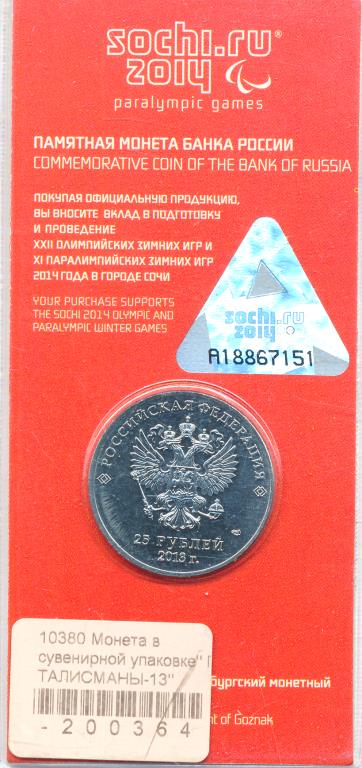 sochi.ru®
2014
paralympic games
ПАМЯТНАЯ МОНЕТА БАНКА РОССИИ
COMMEMORATIVE COIN OF THE BANK OF RUSSIA
ПОКУПАЯ ОФИЦИАЛЬНУЮ ПРОДУКЦИЮ,
ВЫ ВНОСИТЕ ВКЛАД В ПОДГОТОВКУ
И ПРОВЕДЕНИЕ
XXII ОЛИМПИЙСКИХ ЗИМНИХ ИГР И
XI ПАРАЛИМПИЙСКИХ ЗИМНИХ ИГР
2014 ГОДА В ГОРОДЕ СОЧИ
YOUR PURCHASE SUPPORTS
THE SOCHI 2014 OLYMPIC AND
PARALYMPIC WINTER GAMES
sochi.ru
2014
A18867151
РОССИЙСКАЯ ФЕДЕРАЦИЯ
25 РУБЛЕЙ
2013 г.
10380 Монета в
сувенирной упаковке"
ТАЛИСМАНЫ-13"
- 200364
бургский монетный
nt of Goznak